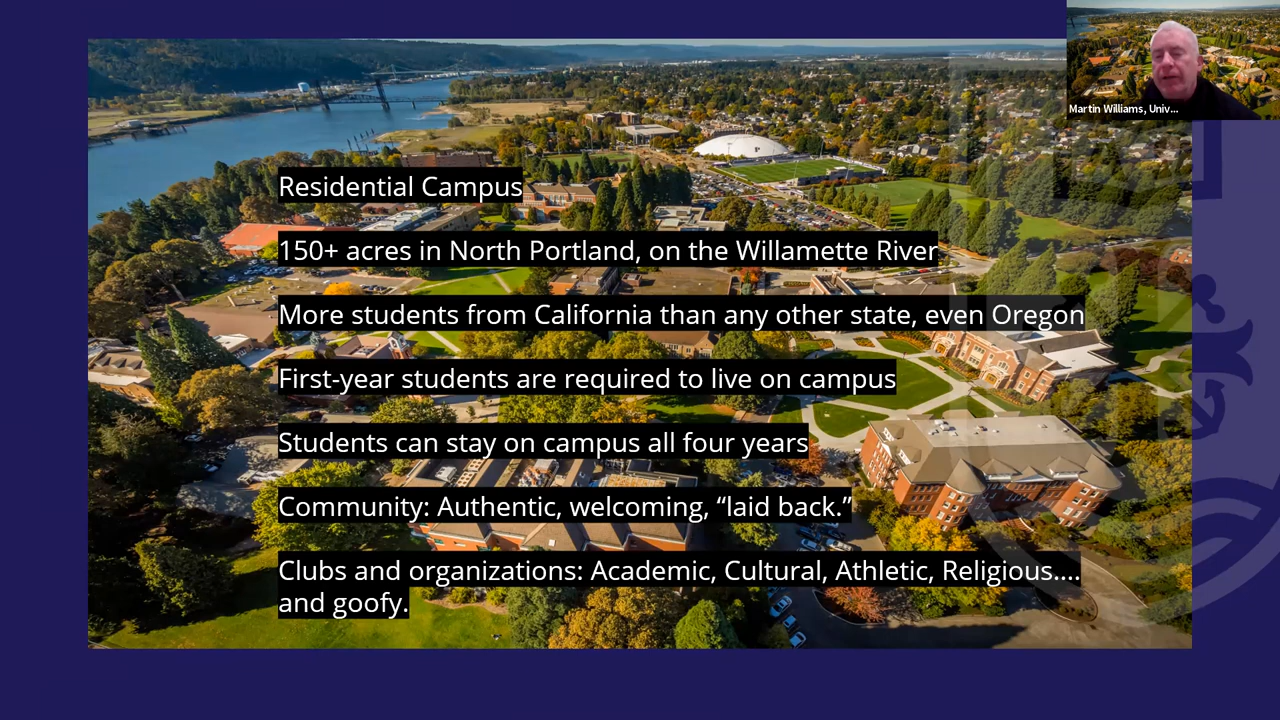 Martin Williams, Univ...
Residential Campus
150+ acres in North Portland, on the Willamette River
More students from California than any other state, even Oregon
First-year students are required to live on campus
Students can stay on campus all four years
Community: Authentic, welcoming, “laid back.”
Clubs and organizations: Academic, Cultural, Athletic, Religious....
and goofy.